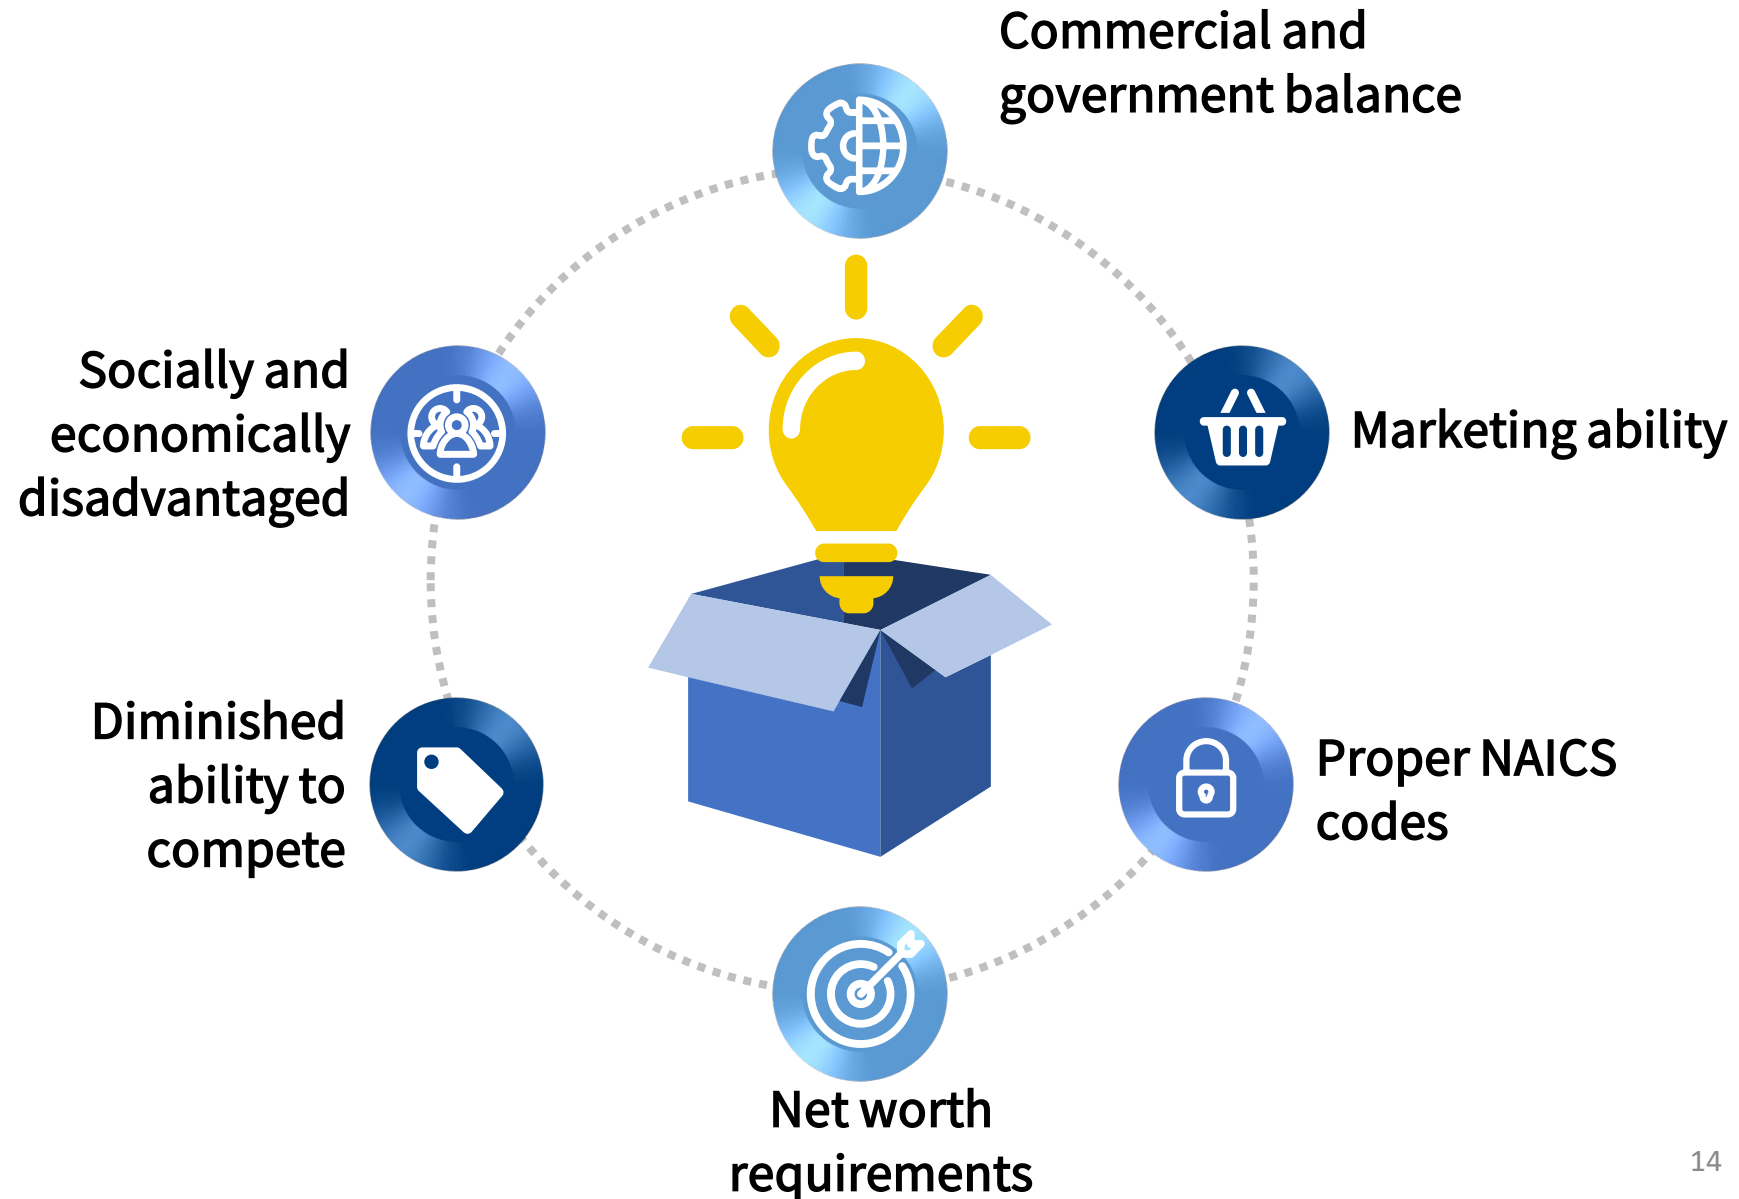 Commercial and
government balance
Socially and
economically
disadvantaged
Marketing ability
Diminished
ability to
compete
Proper NAICS
codes
Net worth
requirements
14